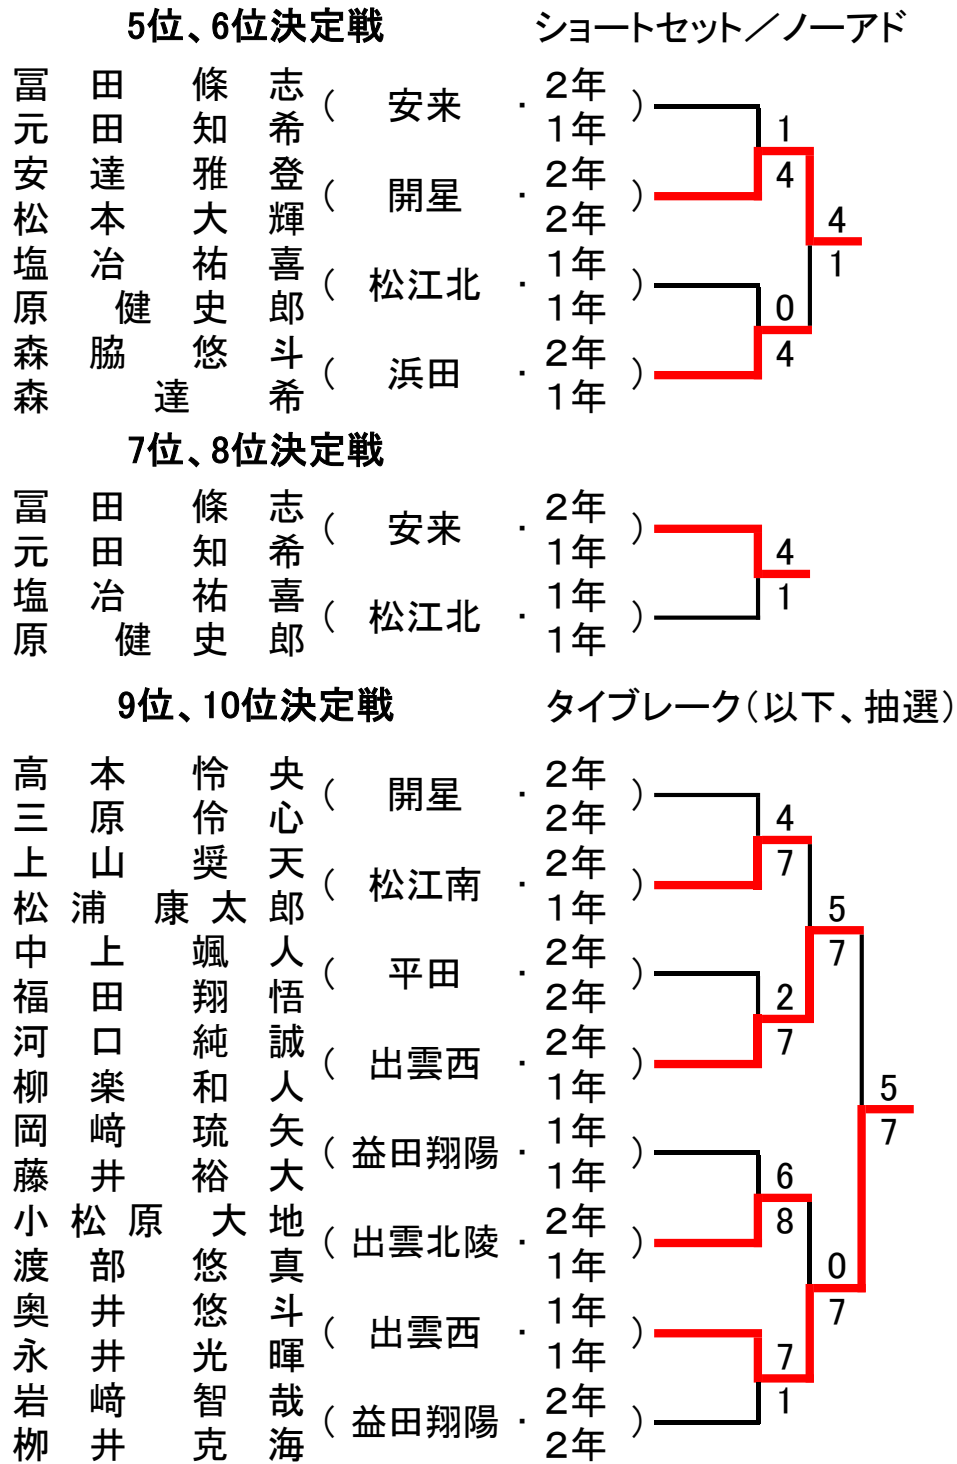 5位、6位決定戦 ショートセット／ノーアド
冨田 條志 2年
( 安来 ・ )
元田 知希 1年
1
安達 雅登 2年
4
( 開星 ・ )
松本 大輝 2年
4
塩冶 祐喜 1年
1
( 松江北 ・ )
原 健史郎 1年
0
森脇 悠斗 2年
4
( 浜田 ・ )
森 達希 1年
7位、8位決定戦
冨田 條志 2年
( 安来 ・ )
元田 知希 1年
4
塩冶 祐喜 1年
1
( 松江北 ・ )
原 健史郎 1年
9位、10位決定戦 タイブレーク(以下、抽選)
高本 怜央 2年
( 開星 ・ )
三原 伶心 2年
4
上山 奨天 2年
7
( 松江南 ・ )
松浦 康太郎 1年
5
中上 颯人 2年
7
( 平田 ・ )
福田 翔悟 2年
2
河口 純誠 2年
7
( 出雲西 ・ )
柳楽 和人 1年
5
岡﨑 琉矢 1年
7
( 益田翔陽 ・ )
藤井 裕大 1年
6
小松原 大地 2年
8
( 出雲北陵 ・ )
渡部 悠真 1年
0
奥井 悠斗 1年
7
( 出雲西 ・ )
永井 光暉 1年
7
岩﨑 智哉 2年
1
( 益田翔陽 ・ )
栁井 克海 2年